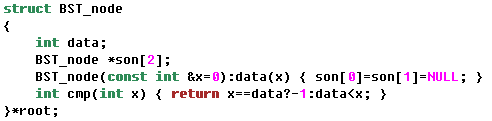 struct BST_node
{
    int data;
    BST_node *son[2];
    BST_node(const int &x=0):data(x) { son[0]=son[1]=NULL; }
    int cmp(int x) { return x==data?-1:data<x; }
}*root;